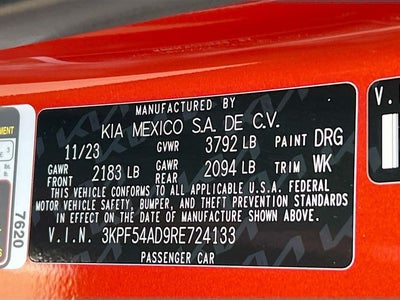 MANUFACTURED BY
KIA MEXICO S.A. DE C.V.
11/23 GVWR 3792 LB PAINT DRG
GAWR FRONT 2183 LB GAWR REAR 2094 LB TRIM WK
THIS VEHICLE CONFORMS TO ALL APPLICABLE U.S.A. FEDERAL
MOTOR VEHICLE SAFETY, BUMPER, AND THEFT PREVENTION STANDARDS
IN EFFECT ON THE DATE OF MANUFACTURE SHOWN ABOVE.
V.I.N. 3KPF54AD9RE724133
PASSENGER CAR
7620
V.